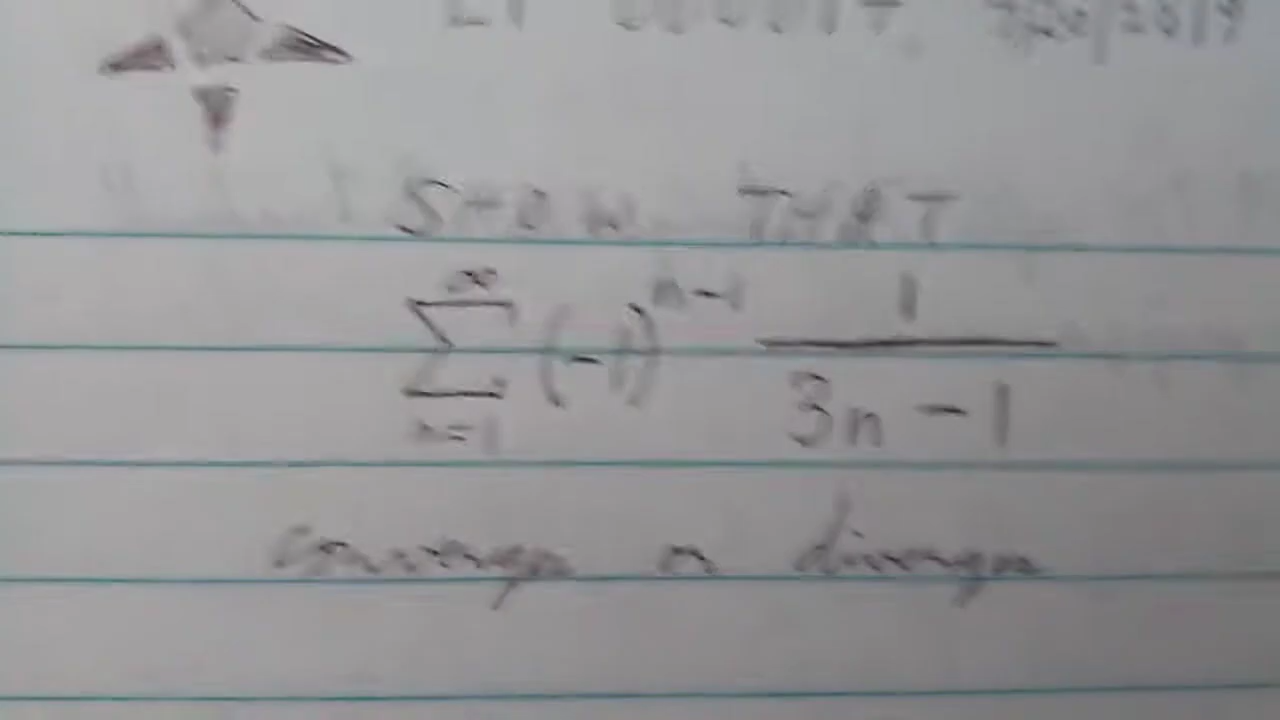 SHOW THAT
∞
∑ (-1)^{n-1} 1/(3n-1)
n=1
converges or diverges